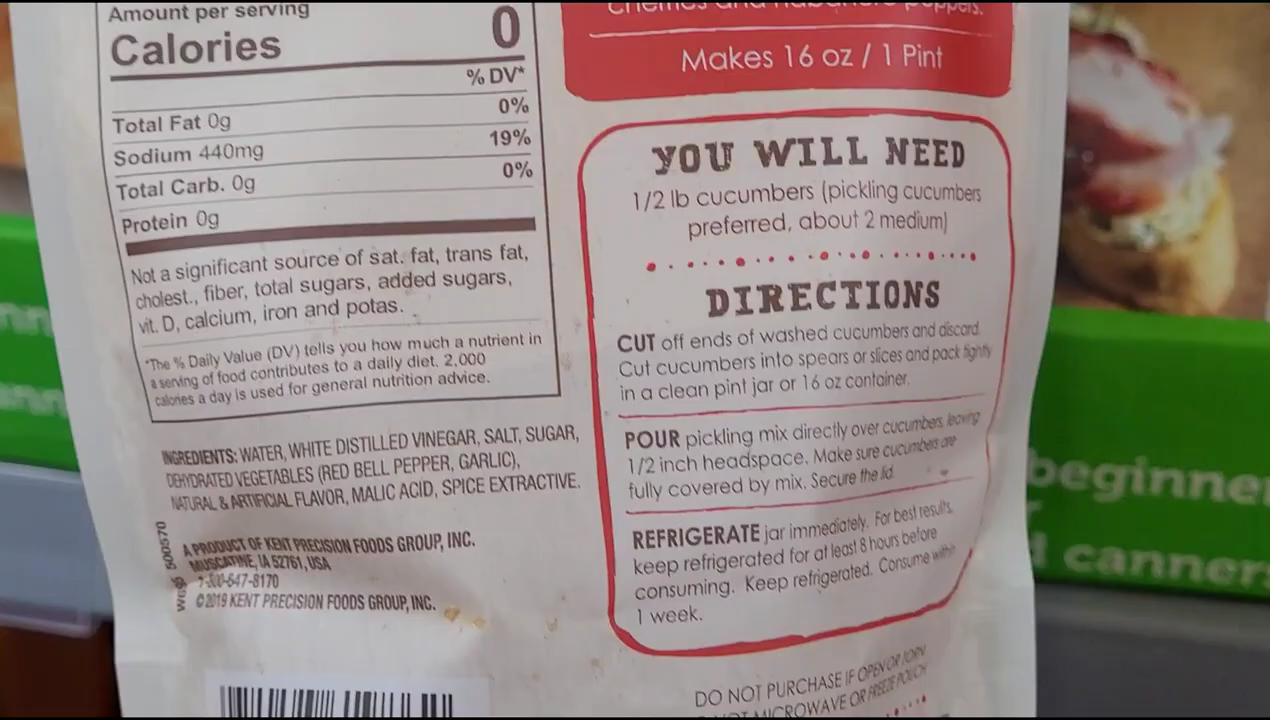 Amount per serving
Calories 0
% DV*
Total Fat 0g 0%
Sodium 440mg 19%
Total Carb. 0g 0%
Protein 0g
Not a significant source of sat. fat, trans fat,
cholest., fiber, total sugars, added sugars,
vit. D, calcium, iron and potas.
*The % Daily Value (DV) tells you how much a nutrient in
a serving of food contributes to a daily diet. 2,000
calories a day is used for general nutrition advice.
INGREDIENTS: WATER, WHITE DISTILLED VINEGAR, SALT, SUGAR,
DEHYDRATED VEGETABLES (RED BELL PEPPER, GARLIC),
NATURAL & ARTIFICIAL FLAVOR, MALIC ACID, SPICE EXTRACTIVE.
A PRODUCT OF KENT PRECISION FOODS GROUP, INC.
MUSCATINE, IA 52761, USA
1-800-647-8170
©2019 KENT PRECISION FOODS GROUP, INC.
500570
Makes 16 oz / 1 Pint
YOU WILL NEED
1/2 lb cucumbers (pickling cucumbers
preferred, about 2 medium)
DIRECTIONS
CUT off ends of washed cucumbers and discard.
Cut cucumbers into spears or slices and pack tightly
in a clean pint jar or 16 oz container.
POUR pickling mix directly over cucumbers, leaving
1/2 inch headspace. Make sure cucumbers are
fully covered by mix. Secure the lid.
REFRIGERATE jar immediately. For best results,
keep refrigerated for at least 8 hours before
consuming. Keep refrigerated. Consume within
1 week.
DO NOT PURCHASE IF OPEN OR TORN
MICROWAVE OR FREEZE POUCH
beginne
canner